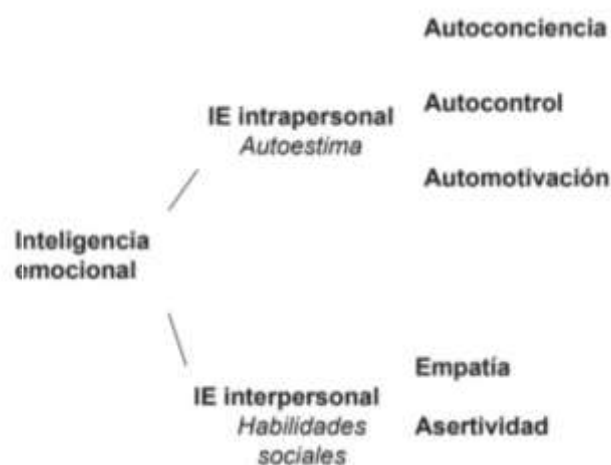 Autoconciencia
IE intrapersonal
Autoestima
Autocontrol
Automotivación
Inteligencia
emocional
IE interpersonal
Habilidades
sociales
Empatía
Asertividad